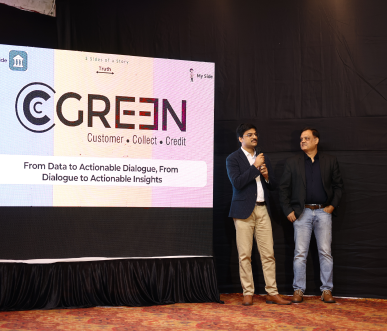 3 Sides of a Story
Truth
My Side
CGREEN
Customer • Collect • Credit
From Data to Actionable Dialogue, From
Dialogue to Actionable Insights